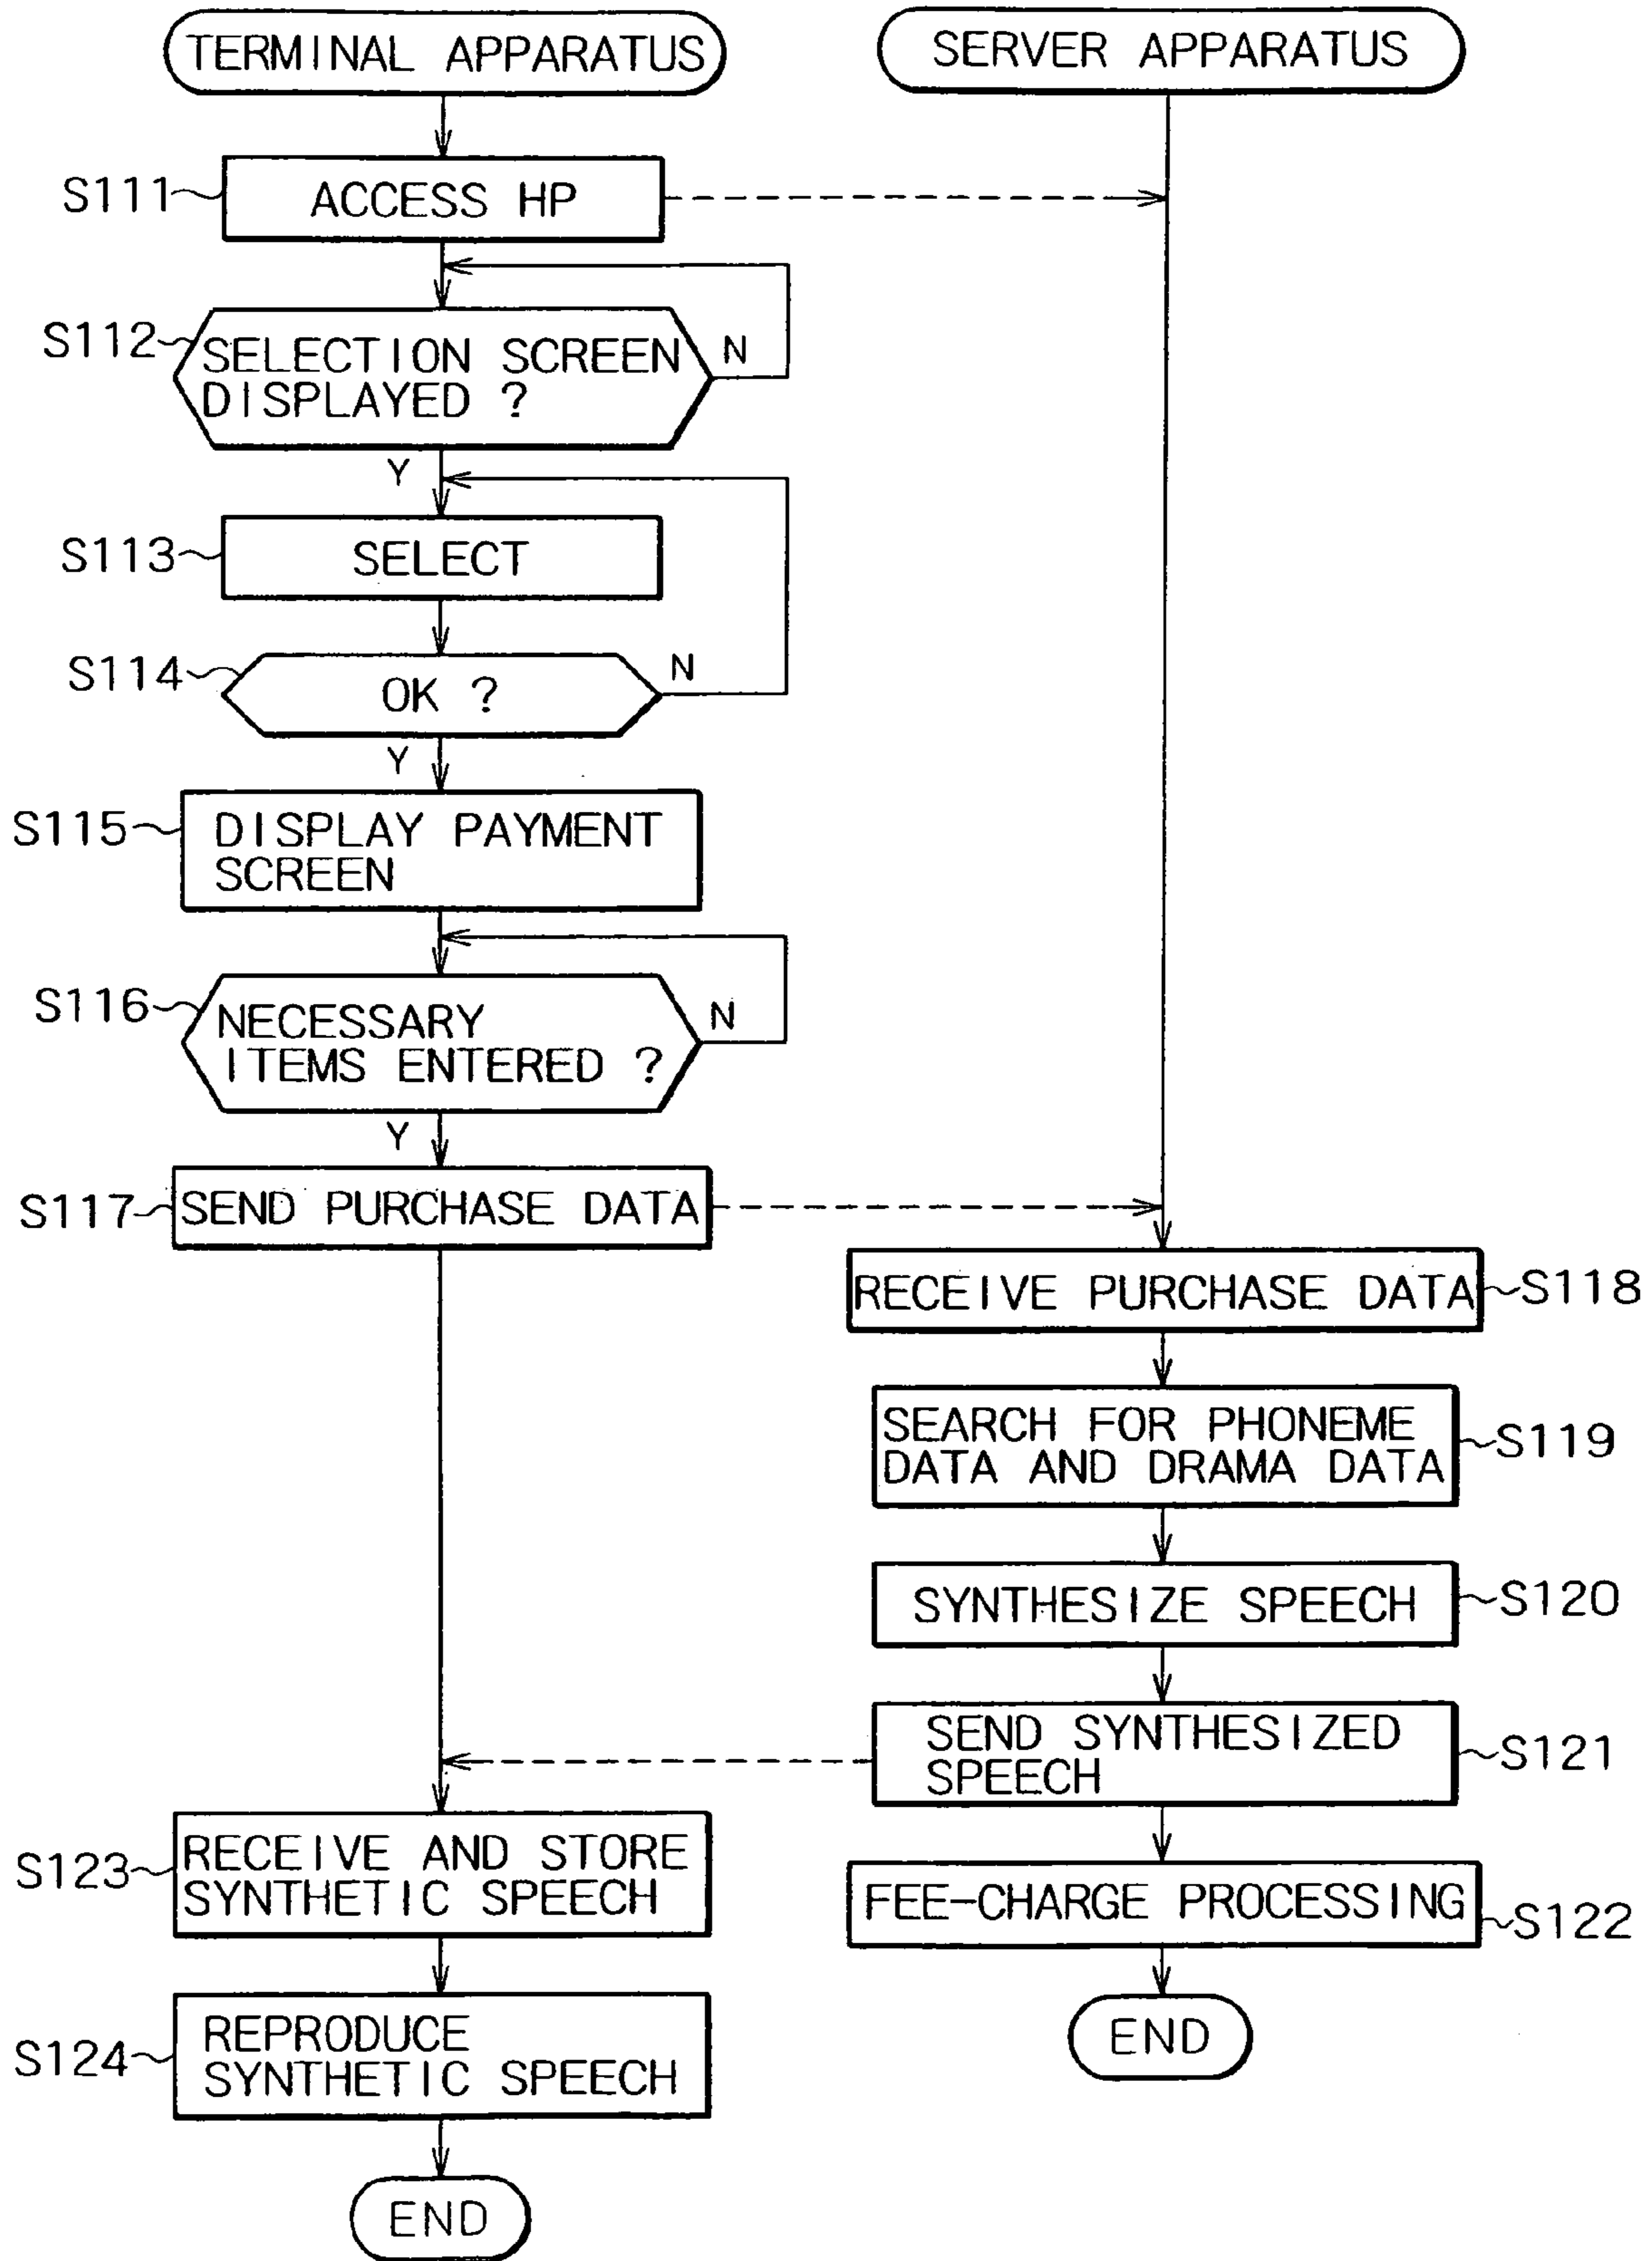 TERMINAL APPARATUS
SERVER APPARATUS
S111
ACCESS HP
S112
SELECTION SCREEN
DISPLAYED ?
N
Y
S113
SELECT
S114
OK ?
N
Y
S115
DISPLAY PAYMENT
SCREEN
S116
NECESSARY
ITEMS ENTERED ?
N
Y
S117
SEND PURCHASE DATA
RECEIVE PURCHASE DATA
S118
SEARCH FOR PHONEME
DATA AND DRAMA DATA
S119
SYNTHESIZE SPEECH
S120
SEND SYNTHESIZED
SPEECH
S121
S123
RECEIVE AND STORE
SYNTHETIC SPEECH
FEE-CHARGE PROCESSING
S122
S124
REPRODUCE
SYNTHETIC SPEECH
END
END